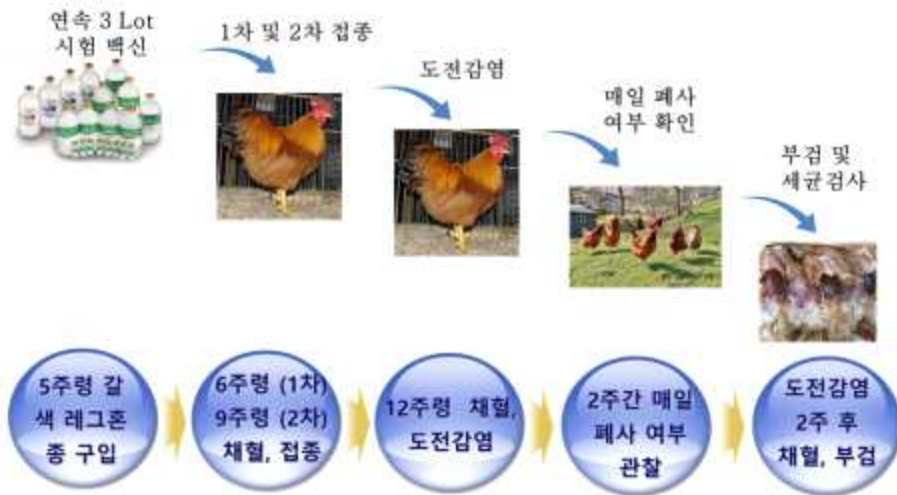 연속 3 Lot
시험 백신
1차 및 2차 접종
도전감염
매일 폐사
여부 확인
부검 및
세균검사
5주령 갈
색 레그혼
종 구입
6주령 (1차)
9주령 (2차)
채혈, 접종
12주령 채혈,
도전감염
2주간 매일
폐사 여부
관찰
도전감염
2주 후
채혈, 부검